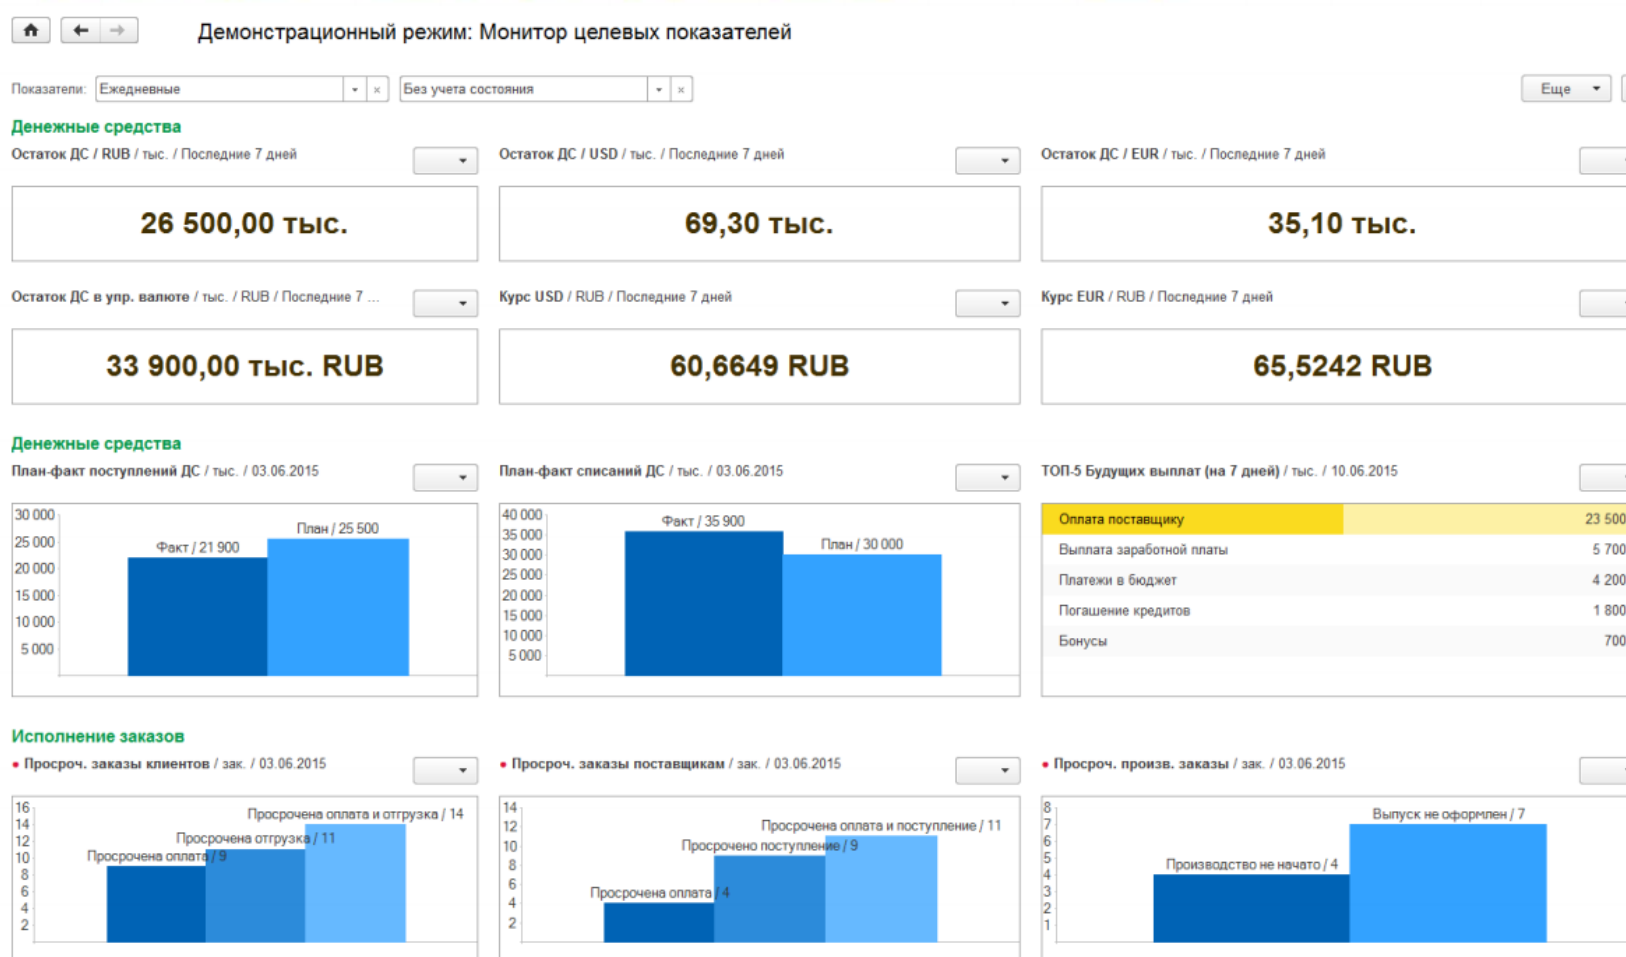 Демонстрационный режим: Монитор целевых показателей
Показатели: Ежедневные Без учета состояния Еще
Денежные средства
Остаток ДС / RUB / тыс. / Последние 7 дней
Остаток ДС / USD / тыс. / Последние 7 дней
Остаток ДС / EUR / тыс. / Последние 7 дней
26 500,00 тыс.
69,30 тыс.
35,10 тыс.
Остаток ДС в упр. валюте / тыс. / RUB / Последние 7 ...
Курс USD / RUB / Последние 7 дней
Курс EUR / RUB / Последние 7 дней
33 900,00 тыс. RUB
60,6649 RUB
65,5242 RUB
Денежные средства
План-факт поступлений ДС / тыс. / 03.06.2015
30 000
25 000
20 000
15 000
10 000
5 000
Факт / 21 900
План / 25 500
План-факт списаний ДС / тыс. / 03.06.2015
40 000
35 000
30 000
25 000
20 000
15 000
10 000
5 000
Факт / 35 900
План / 30 000
ТОП-5 Будущих выплат (на 7 дней) / тыс. / 10.06.2015
Оплата поставщику 23 500
Выплата заработной платы 5 700
Платежи в бюджет 4 200
Погашение кредитов 1 800
Бонусы 700
Исполнение заказов
Просроч. заказы клиентов / зак. / 03.06.2015
16
14
12
10
8
6
4
2
Просрочена оплата / 9
Просрочена отгрузка / 11
Просрочена оплата и отгрузка / 14
Просроч. заказы поставщикам / зак. / 03.06.2015
14
12
10
8
6
4
2
Просрочена оплата / 4
Просрочено поступление / 9
Просрочена оплата и поступление / 11
Просроч. произв. заказы / зак. / 03.06.2015
8
7
6
5
4
3
2
1
Производство не начато / 4
Выпуск не оформлен / 7